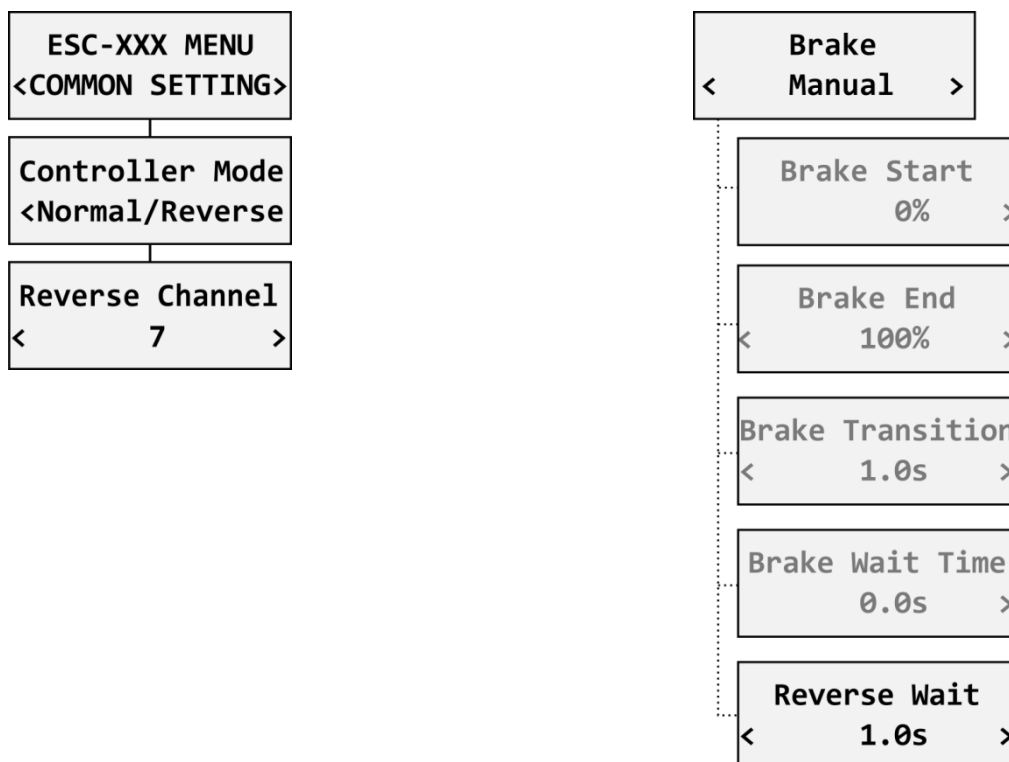 ESC-XXX MENU
<COMMON SETTING>
Controller Mode
<Normal/Reverse
Reverse Channel
< 7 >
Brake
< Manual >
Brake Start
0% >
Brake End
< 100% >
Brake Transition
< 1.0s >
Brake Wait Time
0.0s >
Reverse Wait
< 1.0s >